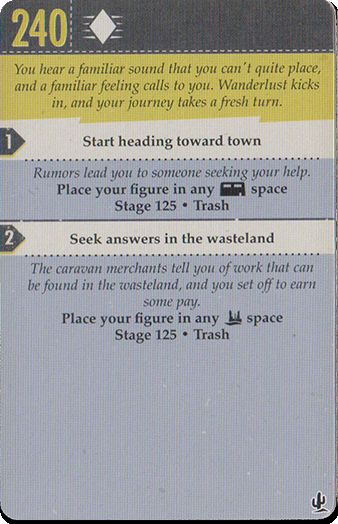 240
You hear a familiar sound that you can't quite place,
and a familiar feeling calls to you. Wanderlust kicks
in, and your journey takes a fresh turn.
1
Start heading toward town
Rumors lead you to someone seeking your help.
Place your figure in any space
Stage 125 • Trash
2
Seek answers in the wasteland
The caravan merchants tell you of work that can
be found in the wasteland, and you set off to earn
some pay.
Place your figure in any space
Stage 125 • Trash